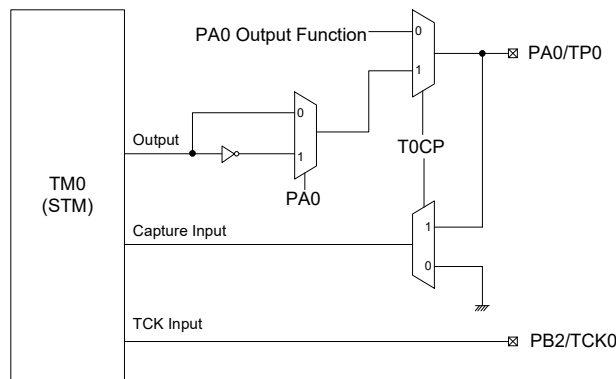 PA0 Output Function
0
1
PA0/TP0
Output
0
1
T0CP
PA0
TM0
(STM)
Capture Input
1
0
TCK Input
PB2/TCK0